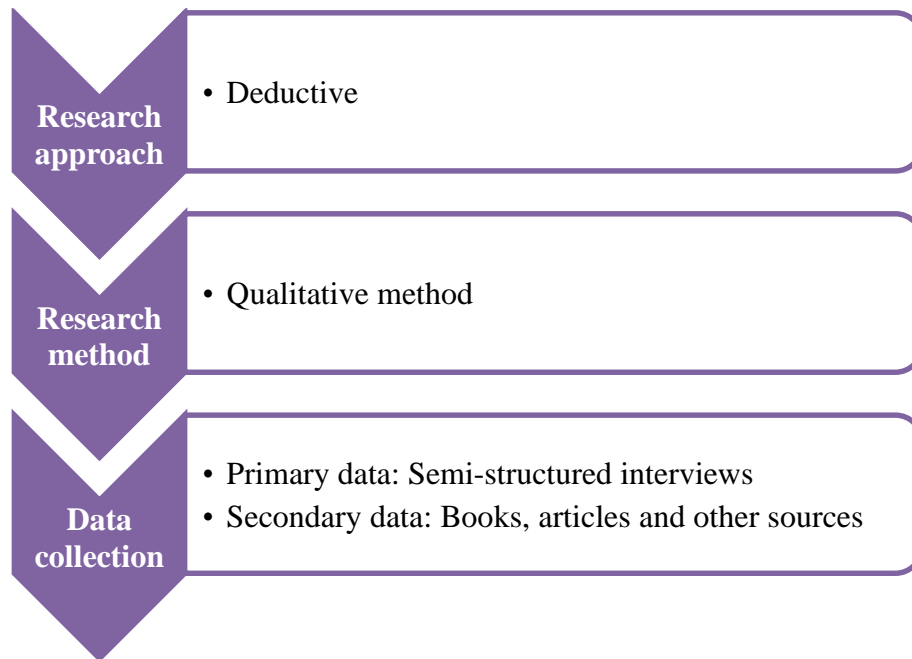 Research
approach
• Deductive
Research
method
• Qualitative method
Data
collection
• Primary data: Semi-structured interviews
• Secondary data: Books, articles and other sources